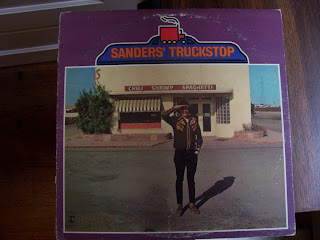 SANDERS' TRUCKSTOP
CHILI SHRIMP SPAGHETTI